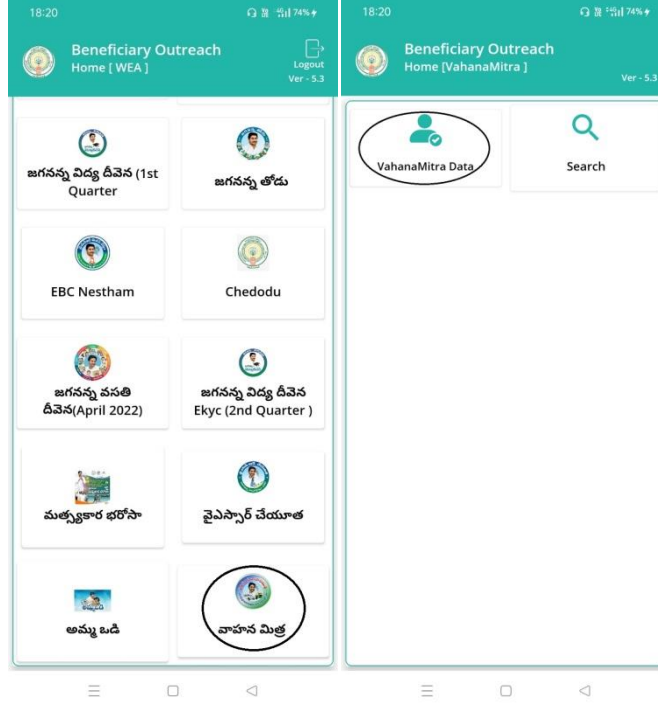 18:20
74%
Beneficiary Outreach
Home [ WEA ]
Logout
Ver - 5.3
జగనన్న విద్య దీవెన (1st
Quarter
జగనన్న తోడు
EBC Nestham
Chedodu
జగనన్న వసతి
దీవెన(April 2022)
జగనన్న విద్య దీవెన
Ekyc (2nd Quarter )
మత్స్యకార భరోసా
వైఎస్సార్ చేయూత
అమ్మ ఒడి
వాహన మిత్ర
18:20
74%
Beneficiary Outreach
Home [VahanaMitra ]
Ver - 5.3
VahanaMitra Data
Search